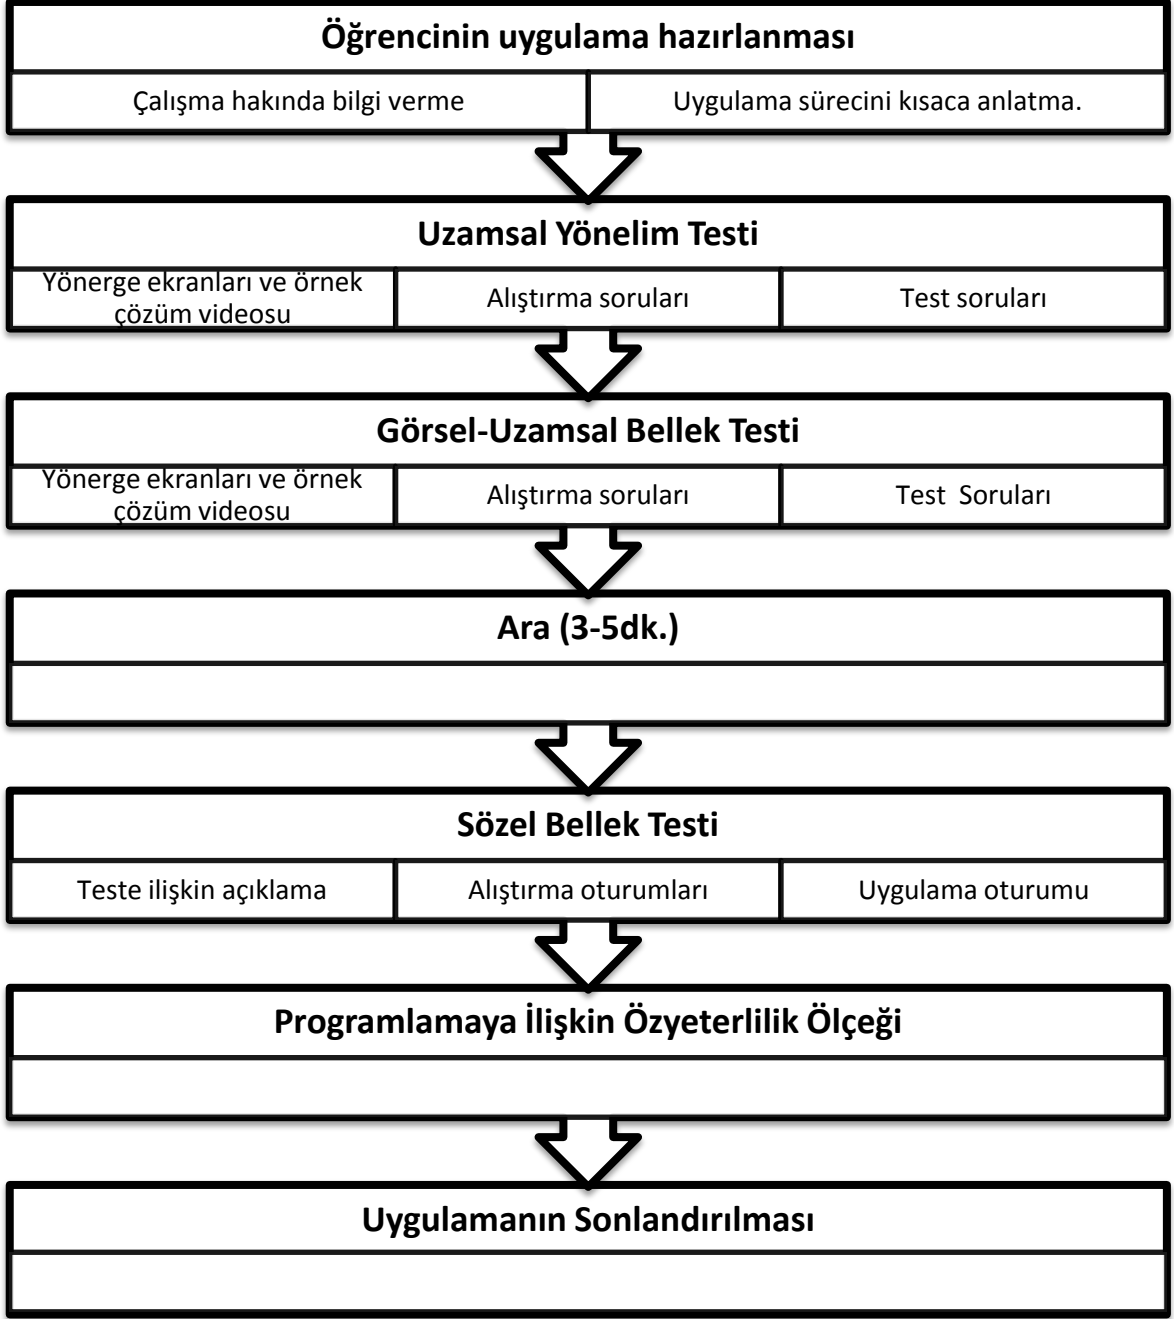 Öğrencinin uygulama hazırlanması
Çalışma hakında bilgi verme
Uygulama sürecini kısaca anlatma.
Uzamsal Yönelim Testi
Yönerge ekranları ve örnek
çözüm videosu
Alıştırma soruları
Test soruları
Görsel-Uzamsal Bellek Testi
Yönerge ekranları ve örnek
çözüm videosu
Alıştırma soruları
Test Soruları
Ara (3-5dk.)
Sözel Bellek Testi
Teste ilişkin açıklama
Alıştırma oturumları
Uygulama oturumu
Programlamaya İlişkin Özyeterlilik Ölçeği
Uygulamanın Sonlandırılması